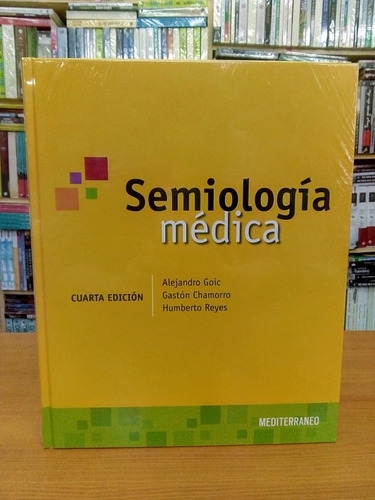 Semiología
médica
CUARTA EDICIÓN
Alejandro Goic
Gastón Chamorro
Humberto Reyes
MEDITERRANEO